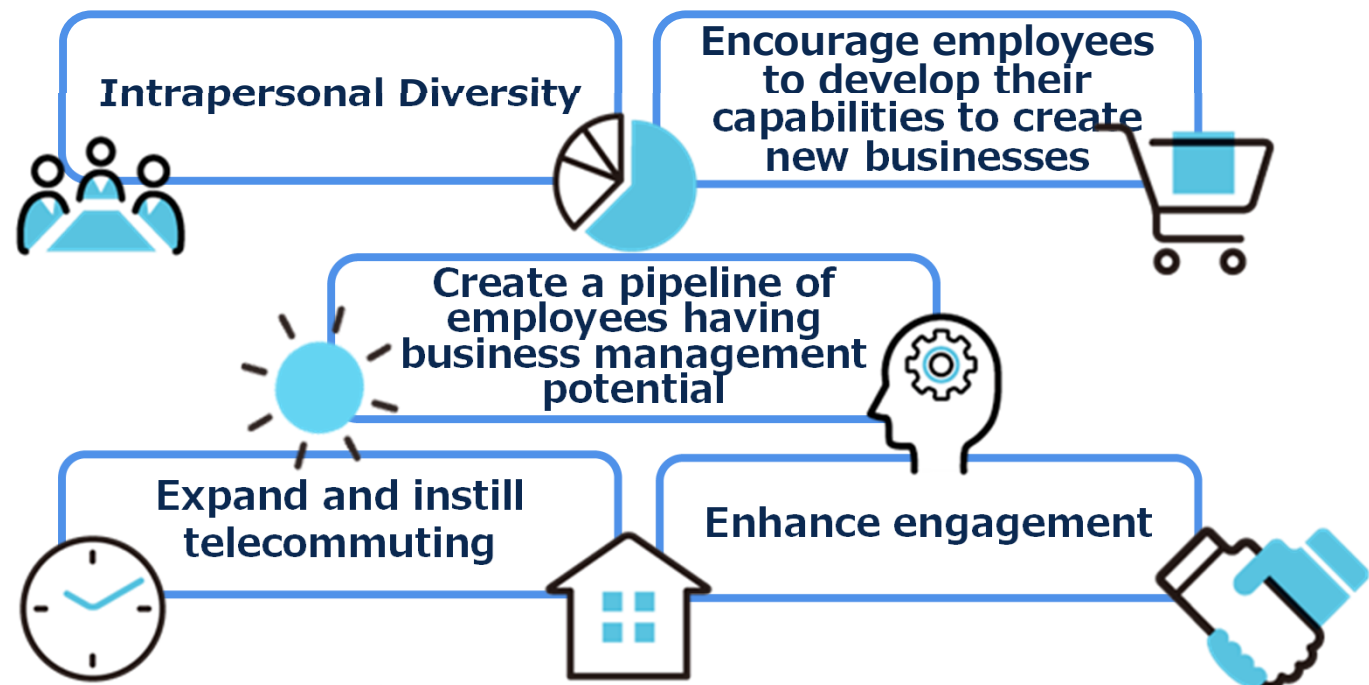 Intrapersonal Diversity
Encourage employees
to develop their
capabilities to create
new businesses
Create a pipeline of
employees having
business management
potential
Expand and instill
telecommuting
Enhance engagement